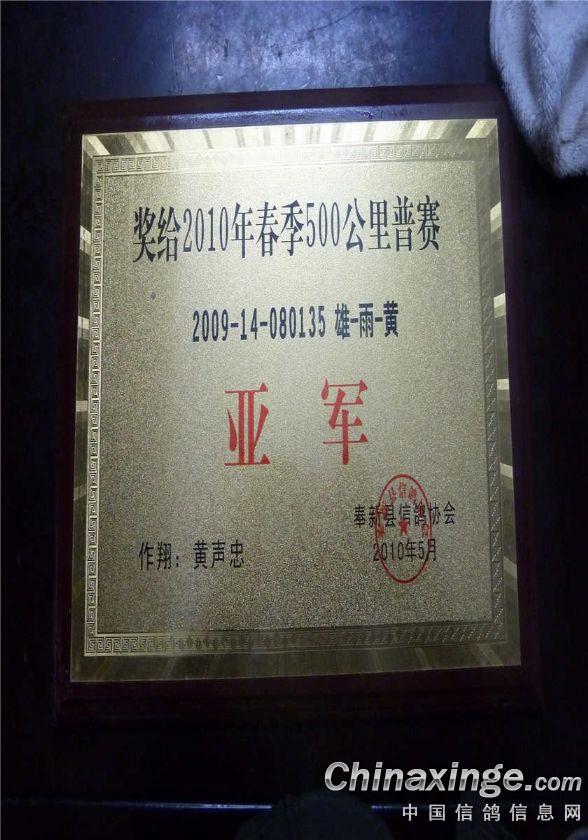 奖给2010年春季500公里普赛
2009-14-080135 雄-雨-黄
亚 军
奉新县信鸽协会
作翔：黄声忠
2010年5月
Chinaxinge.com
中国信鸽信息网